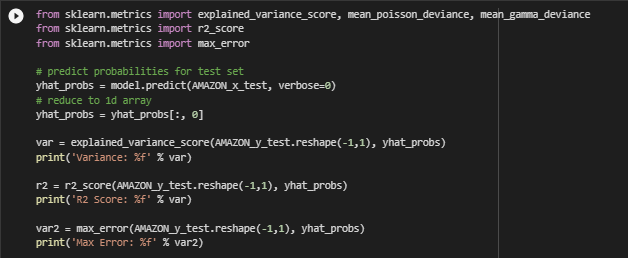 from sklearn.metrics import explained_variance_score, mean_poisson_deviance, mean_gamma_deviance
from sklearn.metrics import r2_score
from sklearn.metrics import max_error
# predict probabilities for test set
yhat_probs = model.predict(AMAZON_x_test, verbose=0)
# reduce to 1d array
yhat_probs = yhat_probs[:, 0]
var = explained_variance_score(AMAZON_y_test.reshape(-1,1), yhat_probs)
print('Variance: %f' % var)
r2 = r2_score(AMAZON_y_test.reshape(-1,1), yhat_probs)
print('R2 Score: %f' % var)
var2 = max_error(AMAZON_y_test.reshape(-1,1), yhat_probs)
print('Max Error: %f' % var2)